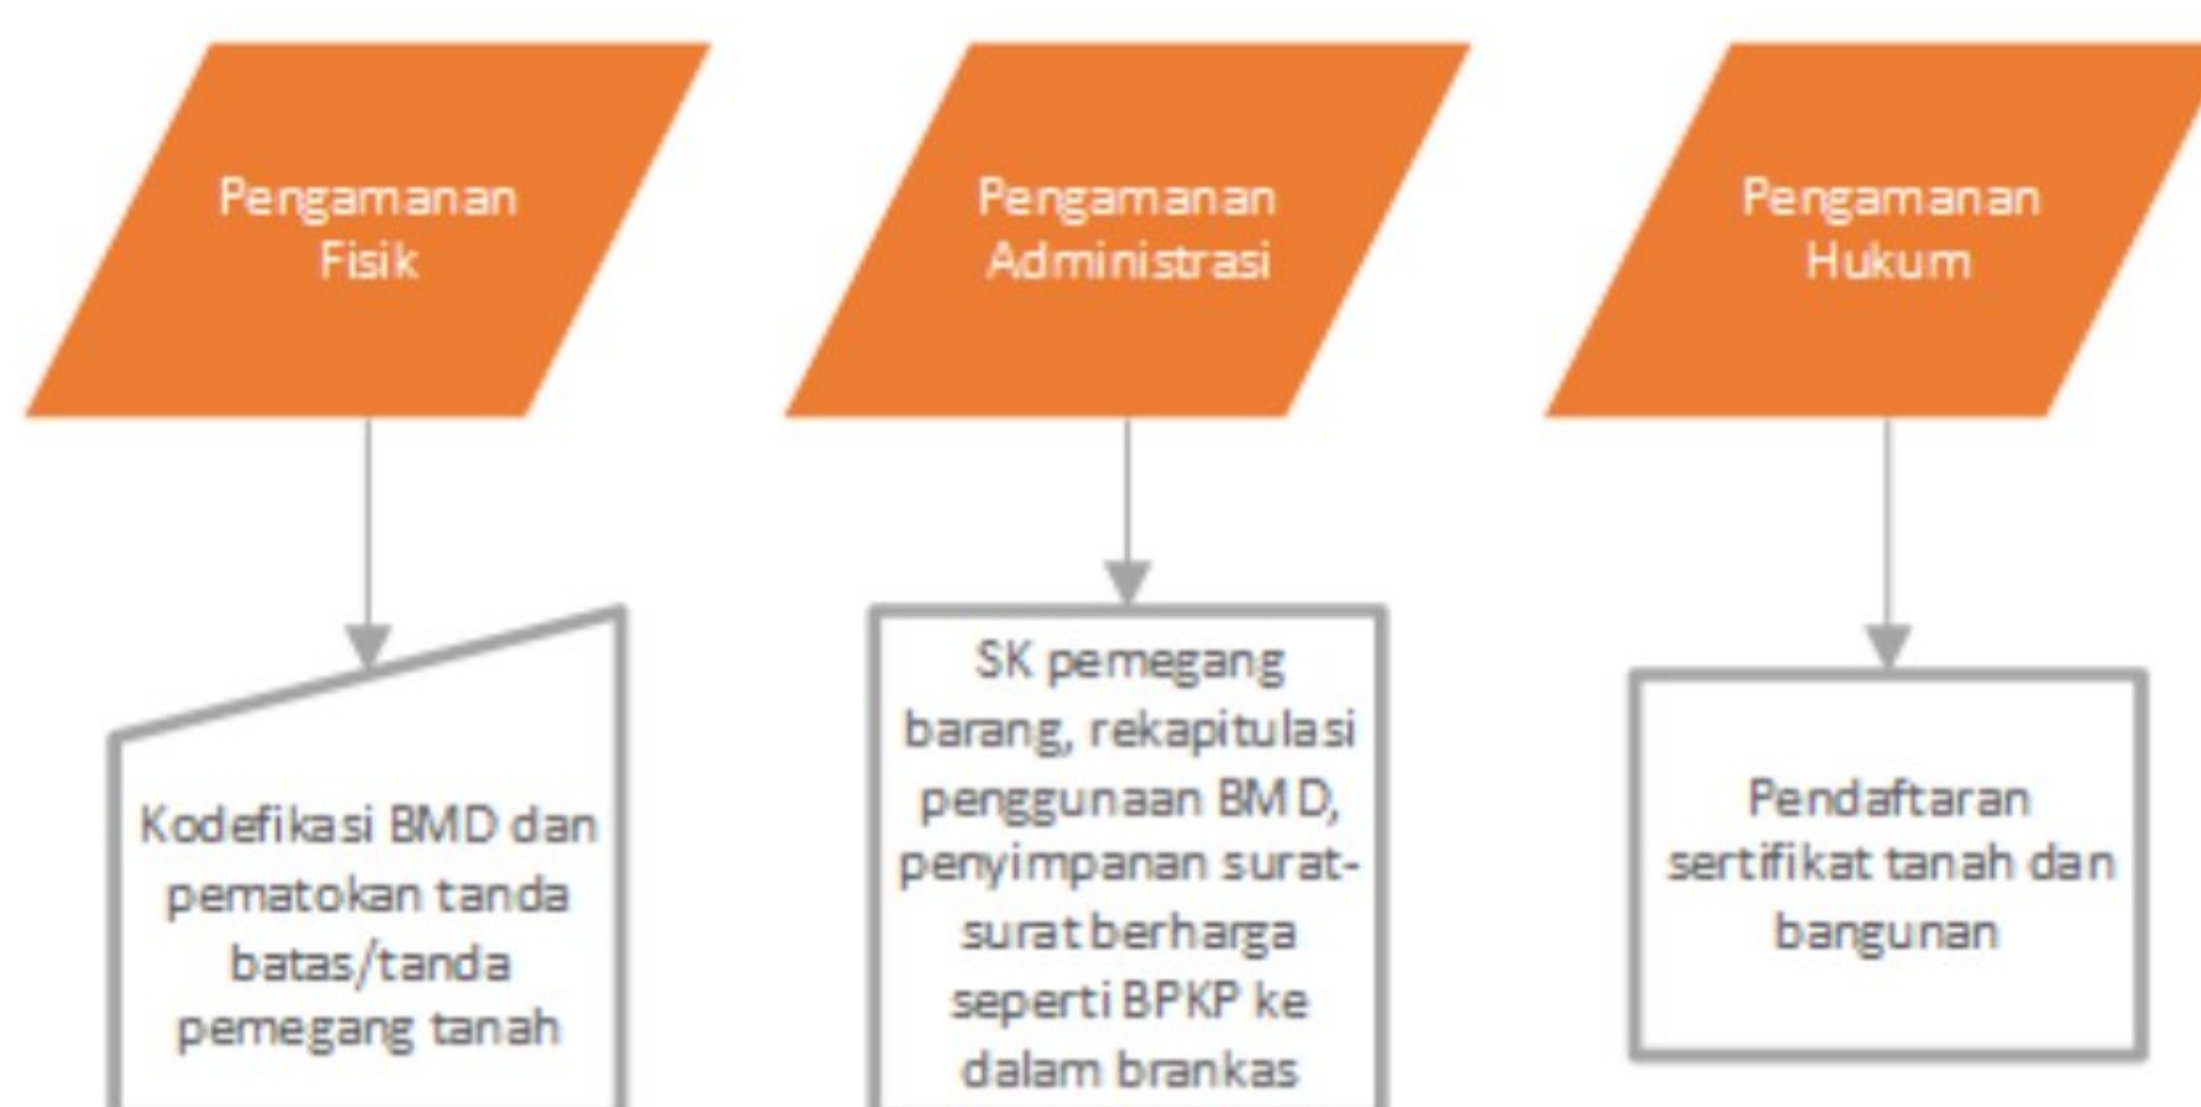 Pengamanan
Fisik
Pengamanan
Administrasi
Pengamanan
Hukum
Kodefikasi BMD dan
pematokan tanda
batas/tanda
pemegang tanah
SK pemegang
barang, rekapitulasi
penggunaan BMD,
penyimpanan surat-
surat berharga
seperti BPKP ke
dalam brankas
Pendaftaran
sertifikat tanah dan
bangunan